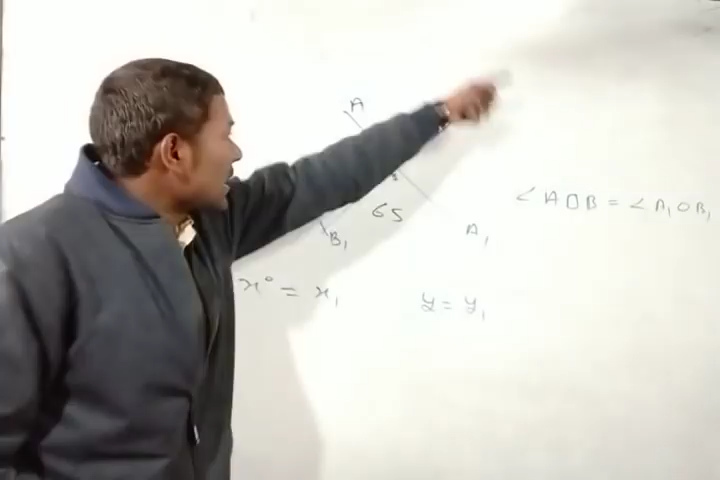 A
65
B₁
A₁
∠AOB = ∠A₁OB₁
x° = x₁
y = y₁